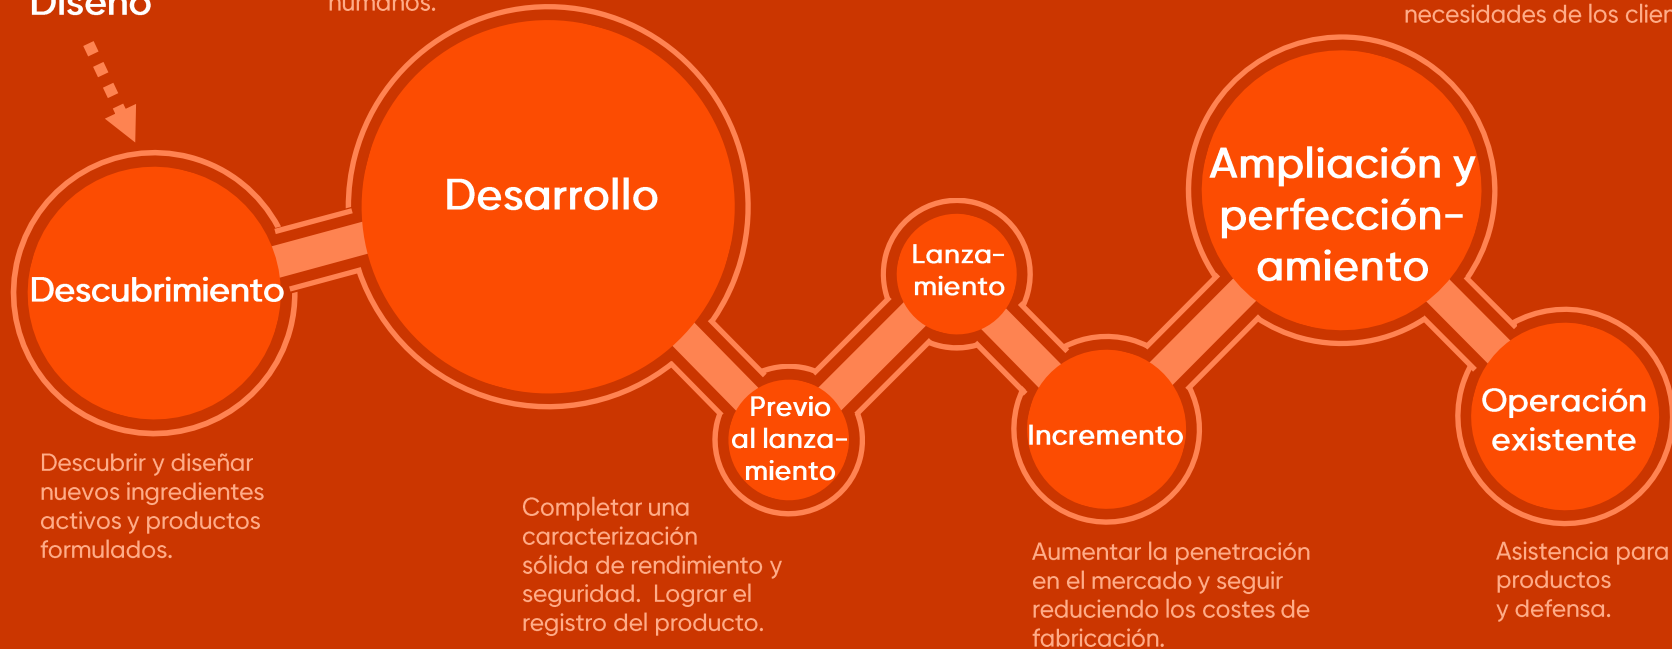 Diseño
humanos.
necesidades de los
Descubrimiento
Descubrir y diseñar
nuevos ingredientes
activos y productos
formulados.
Desarrollo
Previo
al lanza-
miento
Completar una
caracterización
sólida de rendimiento y
seguridad.  Lograr el
registro del producto.
Lanza-
miento
Incremento
Aumentar la penetración
en el mercado y seguir
reduciendo los costes de
fabricación.
Ampliación y
perfección-
amiento
Operación
existente
Asistencia para
productos
y defensa.